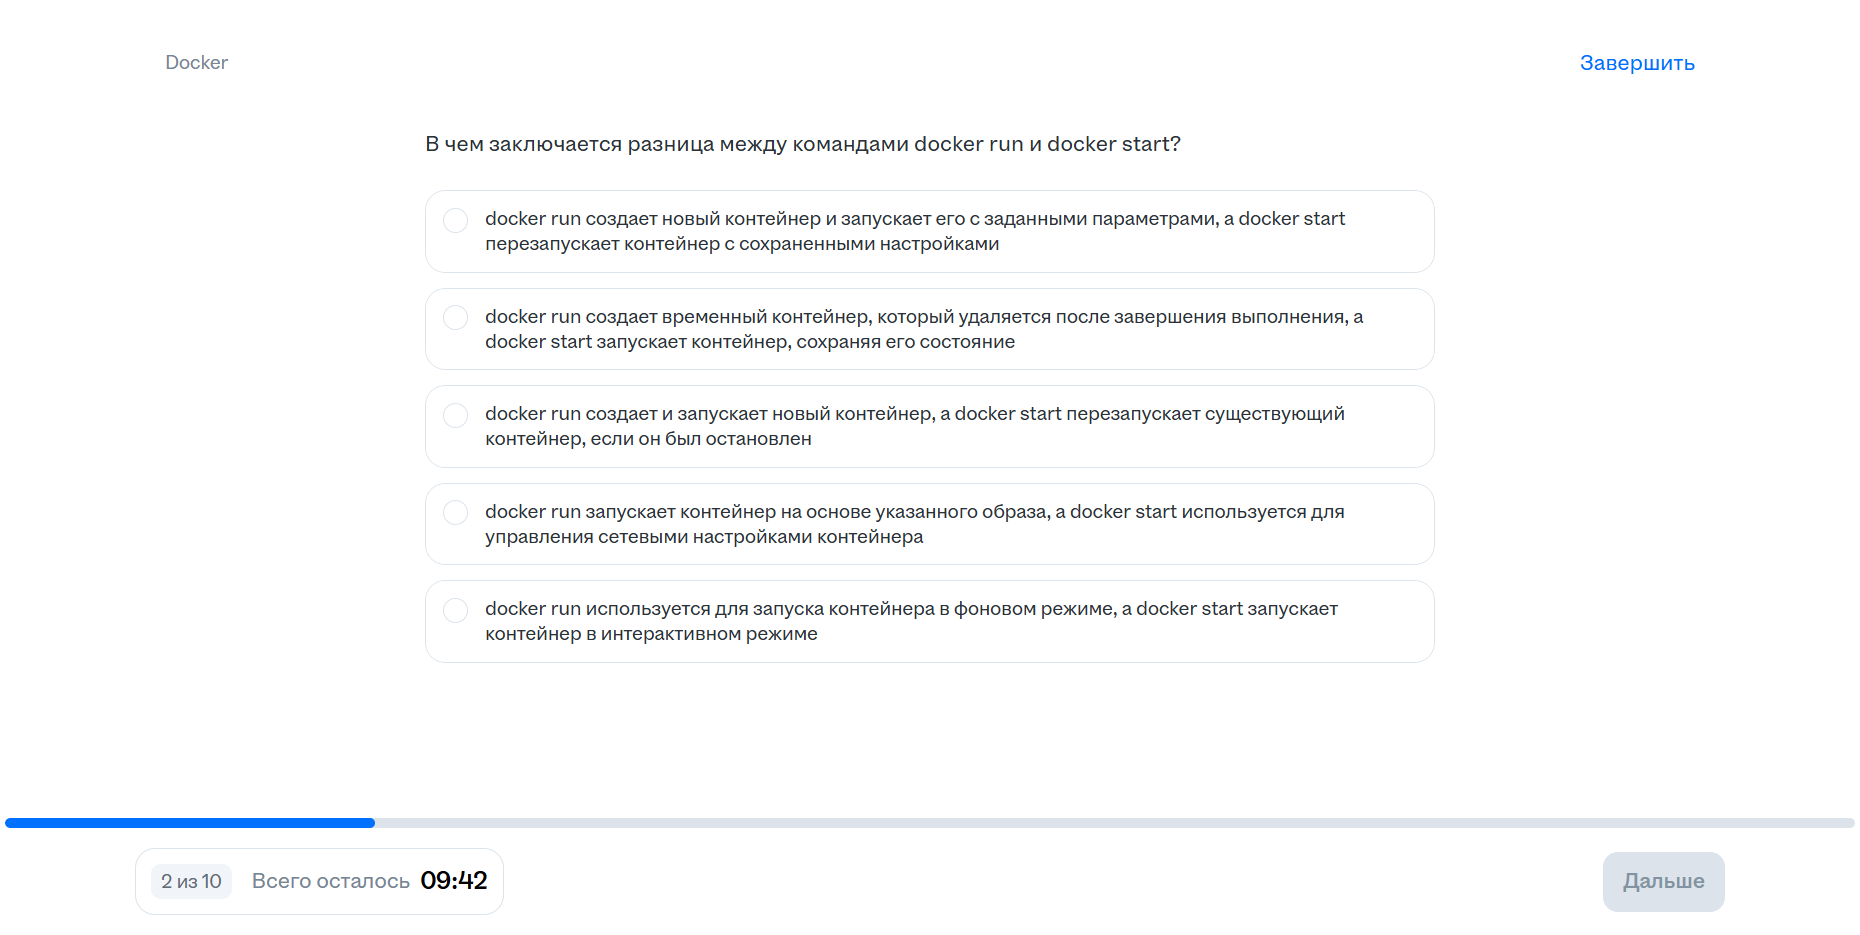 Docker
Завершить
В чем заключается разница между командами docker run и docker start?
docker run создает новый контейнер и запускает его с заданными параметрами, а docker start
перезапускает контейнер с сохраненными настройками
docker run создает временный контейнер, который удаляется после завершения выполнения, а
docker start запускает контейнер, сохраняя его состояние
docker run создает и запускает новый контейнер, а docker start перезапускает существующий
контейнер, если он был остановлен
docker run запускает контейнер на основе указанного образа, а docker start используется для
управления сетевыми настройками контейнера
docker run используется для запуска контейнера в фоновом режиме, а docker start запускает
контейнер в интерактивном режиме
2 из 10
Всего осталось 09:42
Дальше